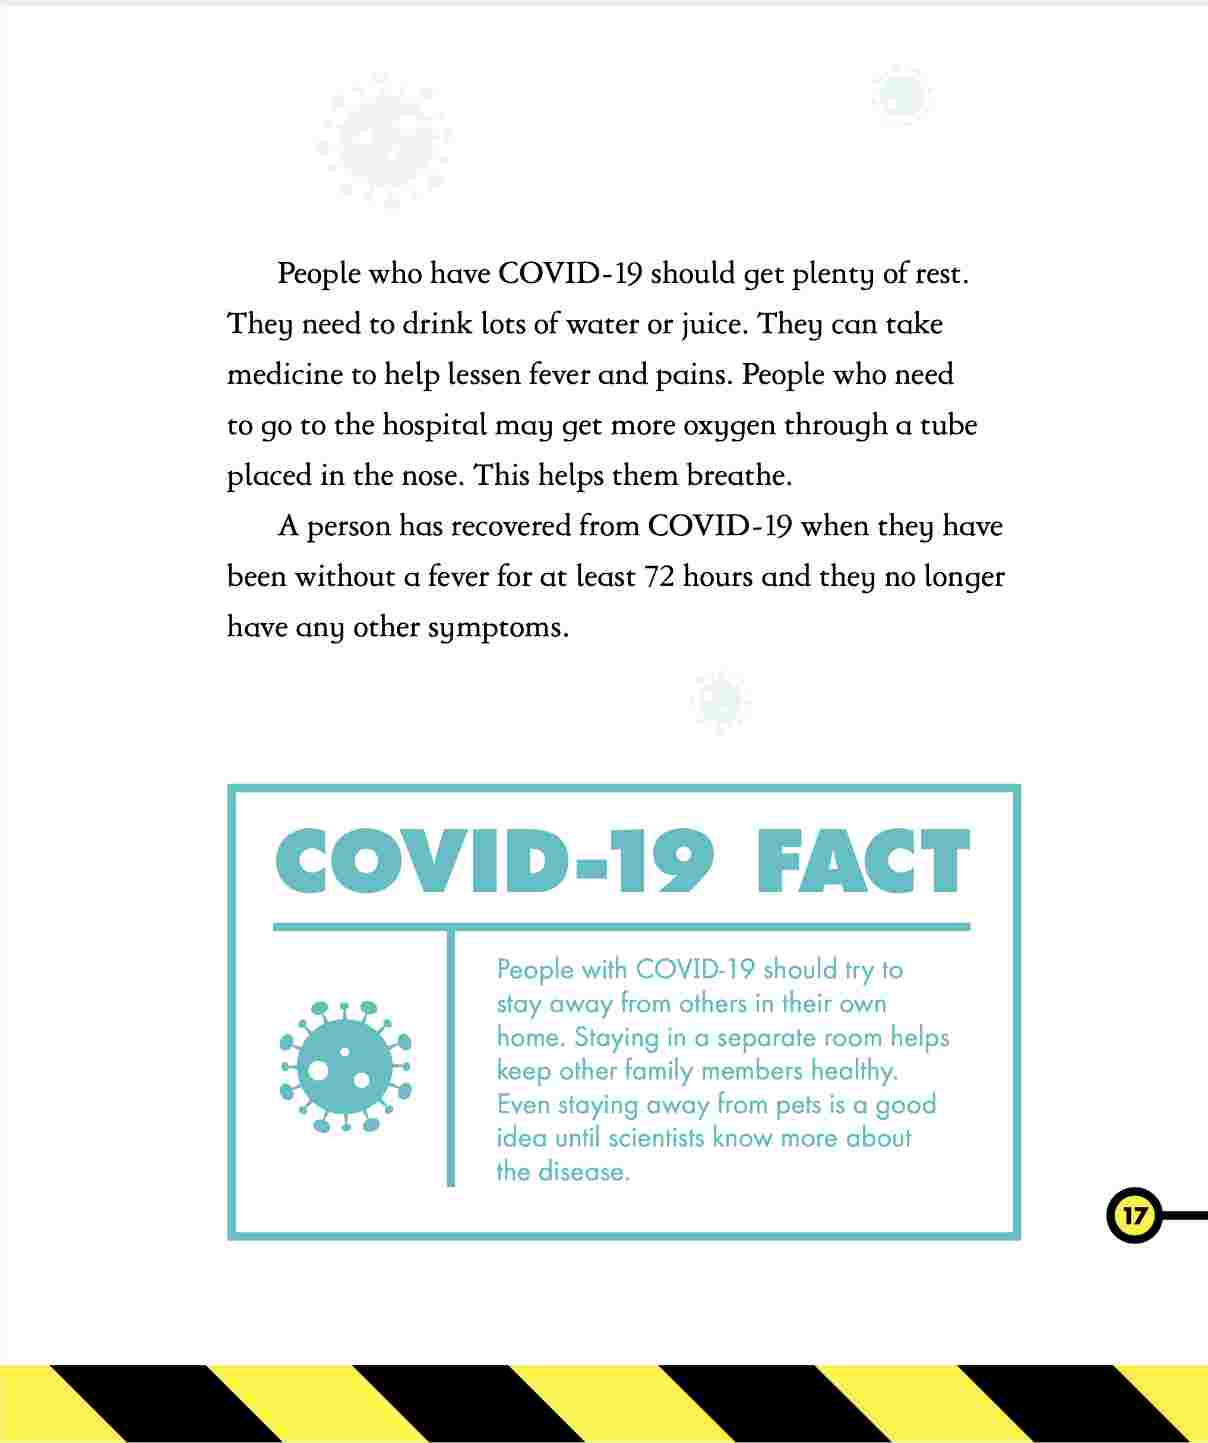 People who have COVID-19 should get plenty of rest.
They need to drink lots of water or juice. They can take
medicine to help lessen fever and pains. People who need
to go to the hospital may get more oxygen through a tube
placed in the nose. This helps them breathe.
A person has recovered from COVID-19 when they have
been without a fever for at least 72 hours and they no longer
have any other symptoms.
COVID-19 FACT
People with COVID-19 should try to
stay away from others in their own
home. Staying in a separate room helps
keep other family members healthy.
Even staying away from pets is a good
idea until scientists know more about
the disease.
17